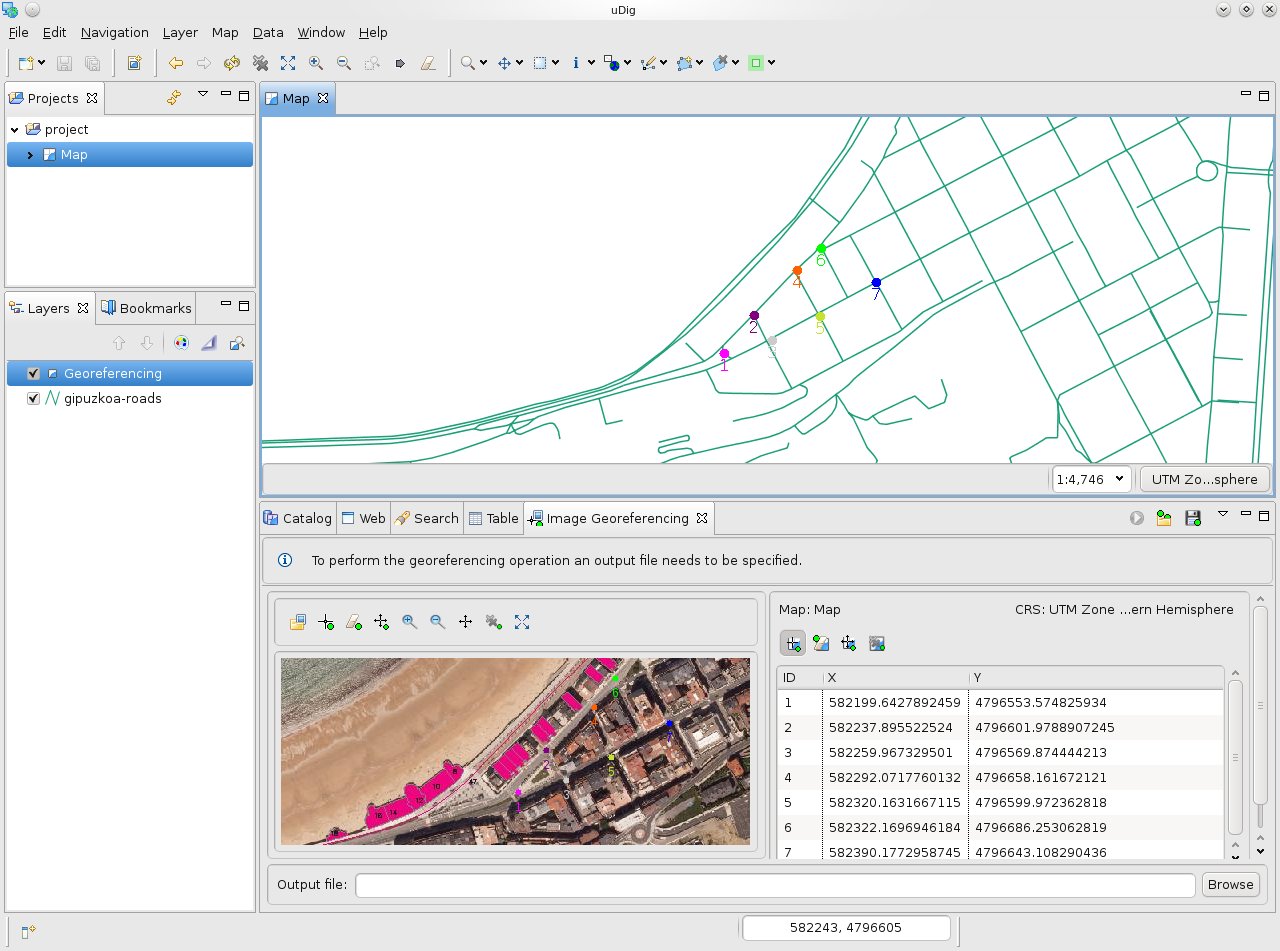 uDig
File Edit Navigation Layer Map Data Window Help
Projects
project
Map
Layers
Bookmarks
Georeferencing
gipuzkoa-roads
Map
6
4
7
2
5
3
1
1:4,746
UTM Zo...sphere
Catalog
Web
Search
Table
Image Georeferencing
To perform the georeferencing operation an output file needs to be specified.
Map: Map
CRS: UTM Zone ...ern Hemisphere
ID X Y
1 582199.6427892459 4796553.574825934
2 582237.895522524 4796601.9788907245
3 582259.967329501 4796569.874444213
4 582292.0717760132 4796658.161672121
5 582320.1631667115 4796599.972362818
6 582322.1696946184 4796686.253062819
7 582390.1772958745 4796643.108290436
Output file:
Browse
582243, 4796605